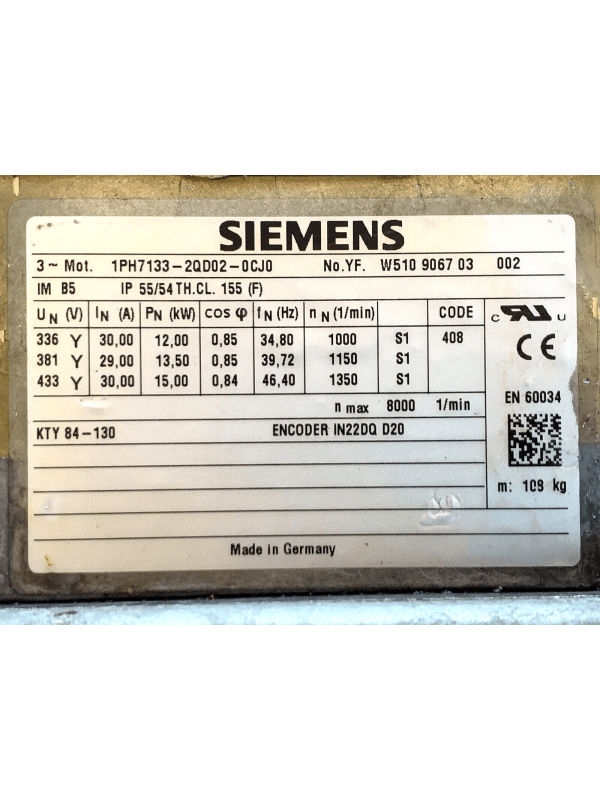 SIEMENS
3~ Mot. 1PH7133-2QD02-0CJ0 No.YF. W510 9067 03 002
IM B5 IP 55/54 TH.CL. 155 (F)
UN (V) IN (A) PN (kW) cos φ fN (Hz) nN (1/min) CODE
336 Y 30,00 12,00 0,85 34,80 1000 S1 408
381 Y 29,00 13,50 0,85 39,72 1150 S1
433 Y 30,00 15,00 0,84 46,40 1350 S1
c RU u
CE
n max 8000 1/min
EN 60034
KTY 84-130 ENCODER IN22DQ D20
m: 108 kg
Made in Germany